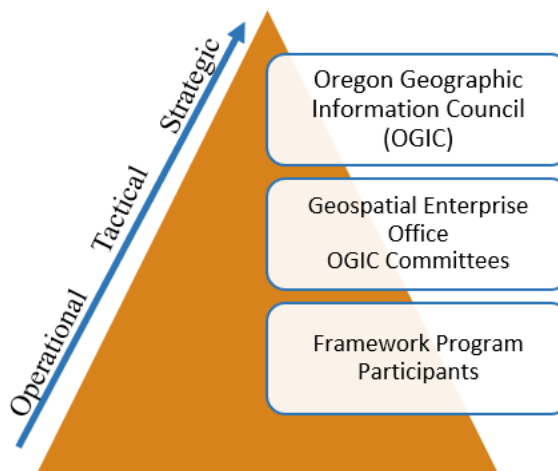 Strategic
Tactical
Operational
Oregon Geographic
Information Council
(OGIC)
Geospatial Enterprise
Office
OGIC Committees
Framework Program
Participants